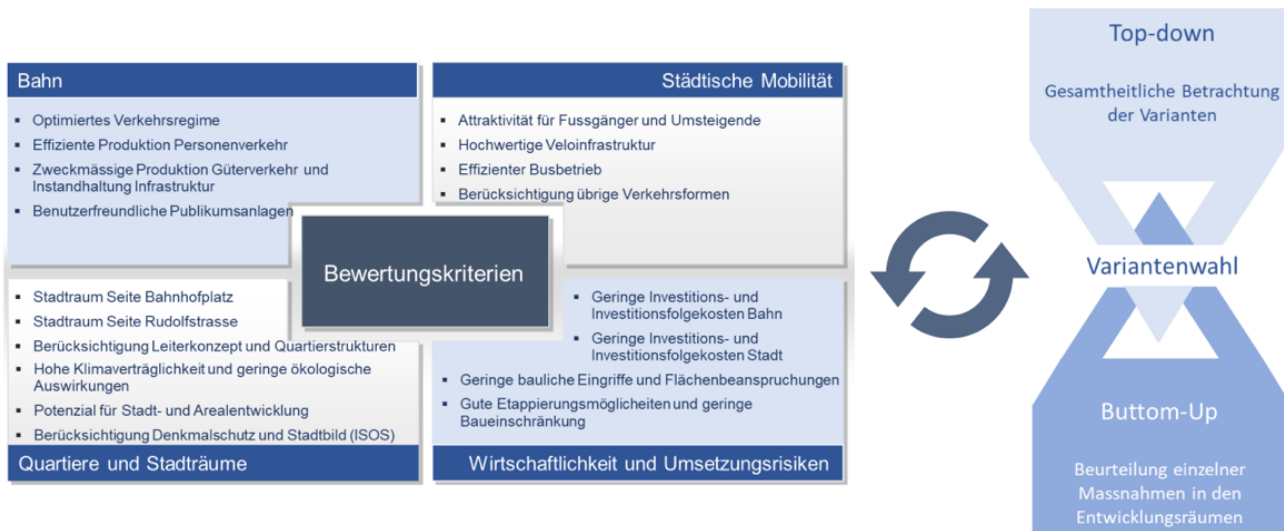 Bahn
▪ Optimiertes Verkehrsregime
▪ Effiziente Produktion Personenverkehr
▪ Zweckmässige Produktion Güterverkehr und
Instandhaltung Infrastruktur
▪ Benutzerfreundliche Publikumsanlagen
Städtische Mobilität
▪ Attraktivität für Fussgänger und Umsteigende
▪ Hochwertige Veloinfrastruktur
▪ Effizienter Busbetrieb
▪ Berücksichtigung übrige Verkehrsformen
Bewertungskriterien
▪ Stadtraum Seite Bahnhofplatz
▪ Stadtraum Seite Rudolfstrasse
▪ Berücksichtigung Leiterkonzept und Quartierstrukturen
▪ Hohe Klimaverträglichkeit und geringe ökologische
Auswirkungen
▪ Potenzial für Stadt- und Arealentwicklung
▪ Berücksichtigung Denkmalschutz und Stadtbild (ISOS)
Quartiere und Stadträume
▪ Geringe Investitions- und
Investitionsfolgekosten Bahn
▪ Geringe Investitions- und
Investitionsfolgekosten Stadt
▪ Geringe bauliche Eingriffe und Flächenbeanspruchungen
▪ Gute Etappierungsmöglicheiten und geringe
Baueinschränkung
Wirtschaftlichkeit und Umsetzungsrisiken
Top-down
Gesamtheitliche Betrachtung
der Varianten
Variantenwahl
Buttom-Up
Beurteilung einzelner
Massnahmen in den
Entwicklungsräumen